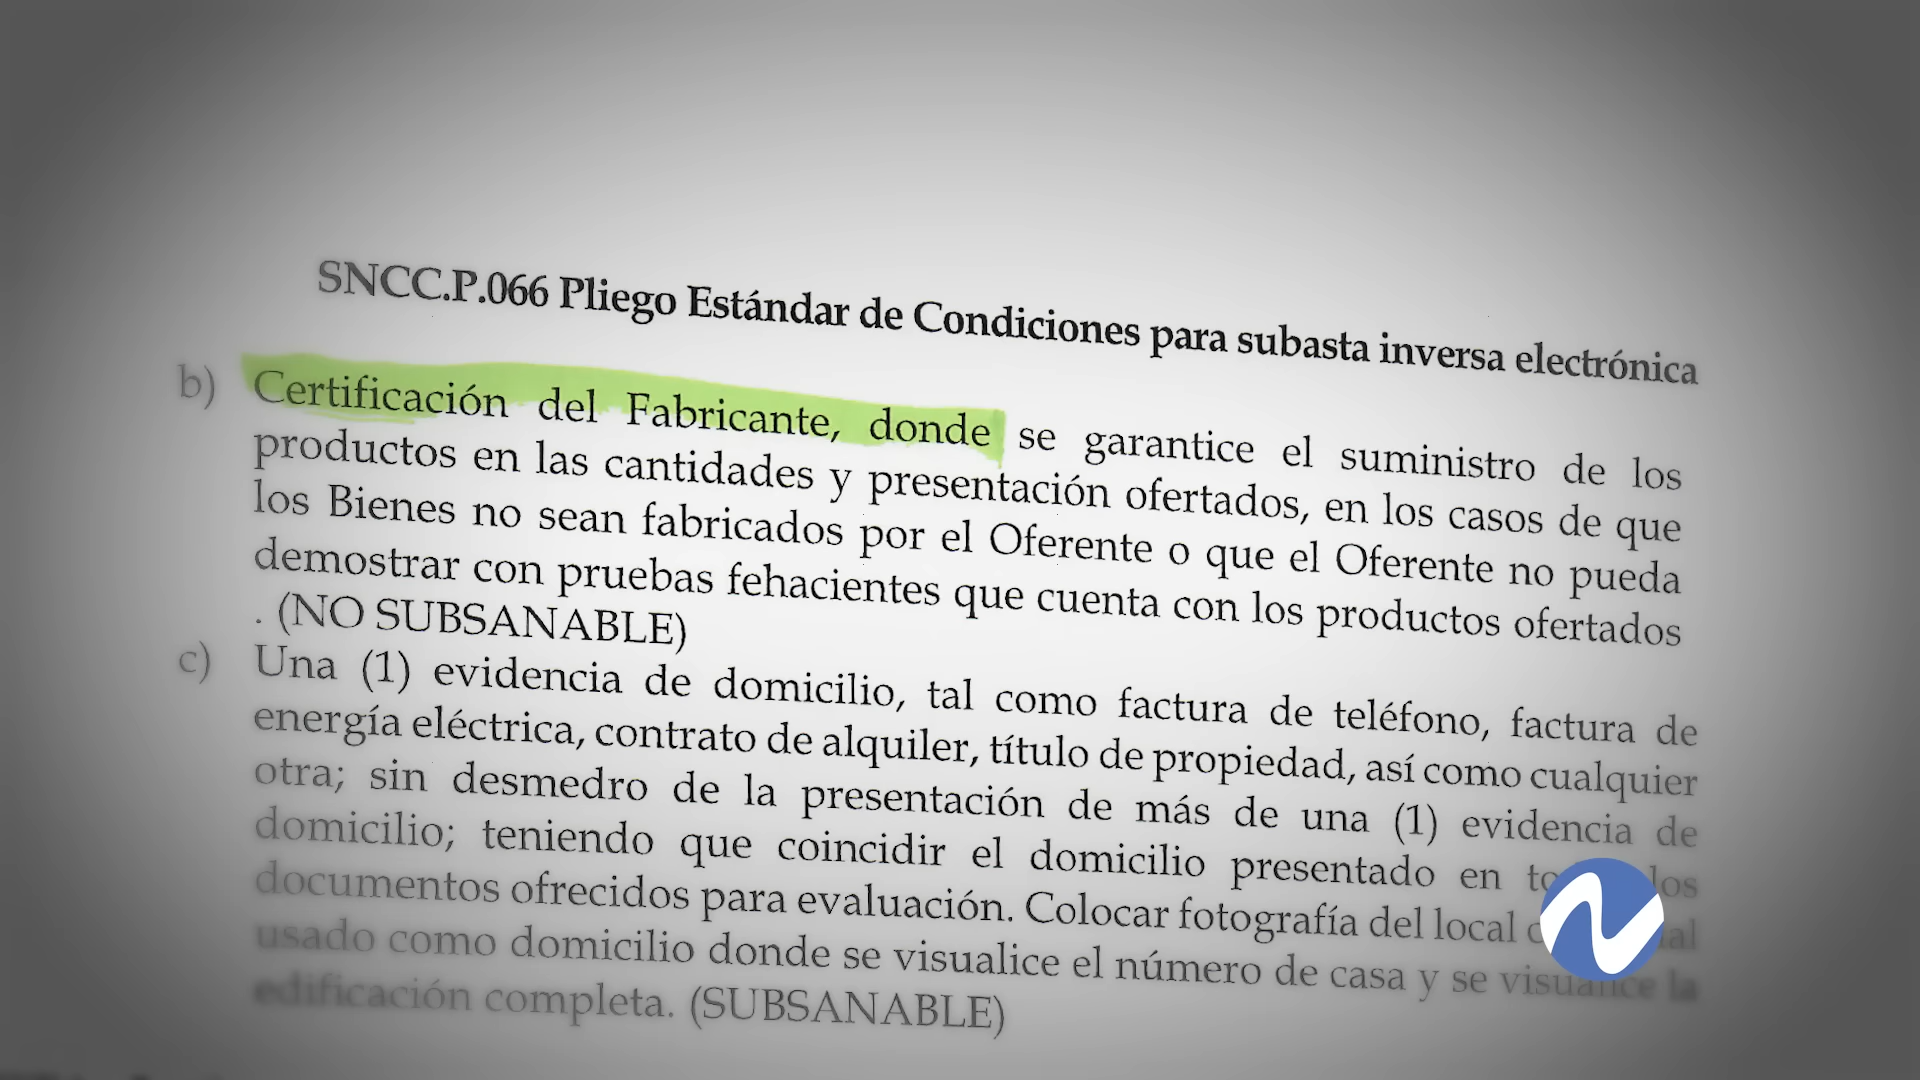 SNCC.P.066 Pliego Estándar de Condiciones para subasta inversa electrónica
b) Certificación del Fabricante, donde se garantice el suministro de los
productos en las cantidades y presentación ofertados, en los casos de que
los Bienes no sean fabricados por el Oferente o que el Oferente no pueda
demostrar con pruebas fehacientes que cuenta con los productos ofertados
. (NO SUBSANABLE)
c) Una (1) evidencia de domicilio, tal como factura de teléfono, factura de
energía eléctrica, contrato de alquiler, título de propiedad, así como cualquier
otra; sin desmedro de la presentación de más de una (1) evidencia de
domicilio; teniendo que coincidir el domicilio presentado en los
documentos ofrecidos para evaluación. Colocar fotografía del local
usado como domicilio donde se visualice el número de casa y se visualice la
edificación completa. (SUBSANABLE)